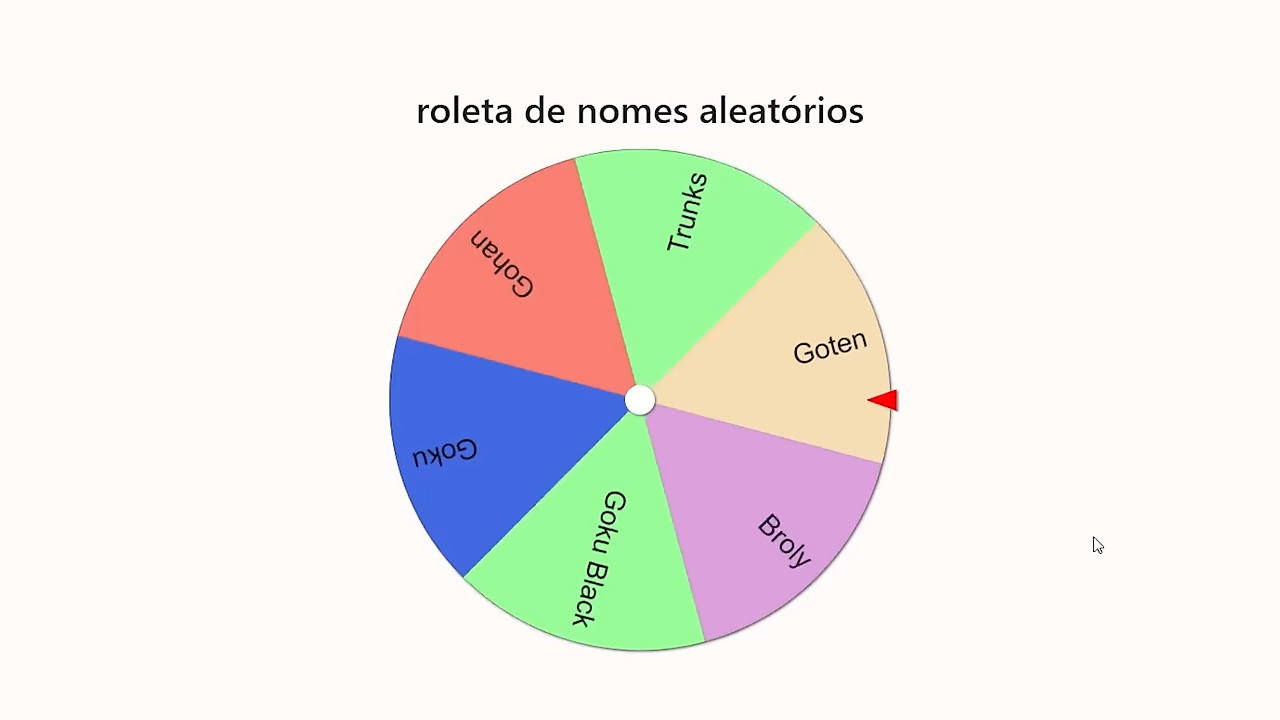 roleta de nomes aleatórios
Trunks
Gohan
Goten
Goku
Goku Black
Broly